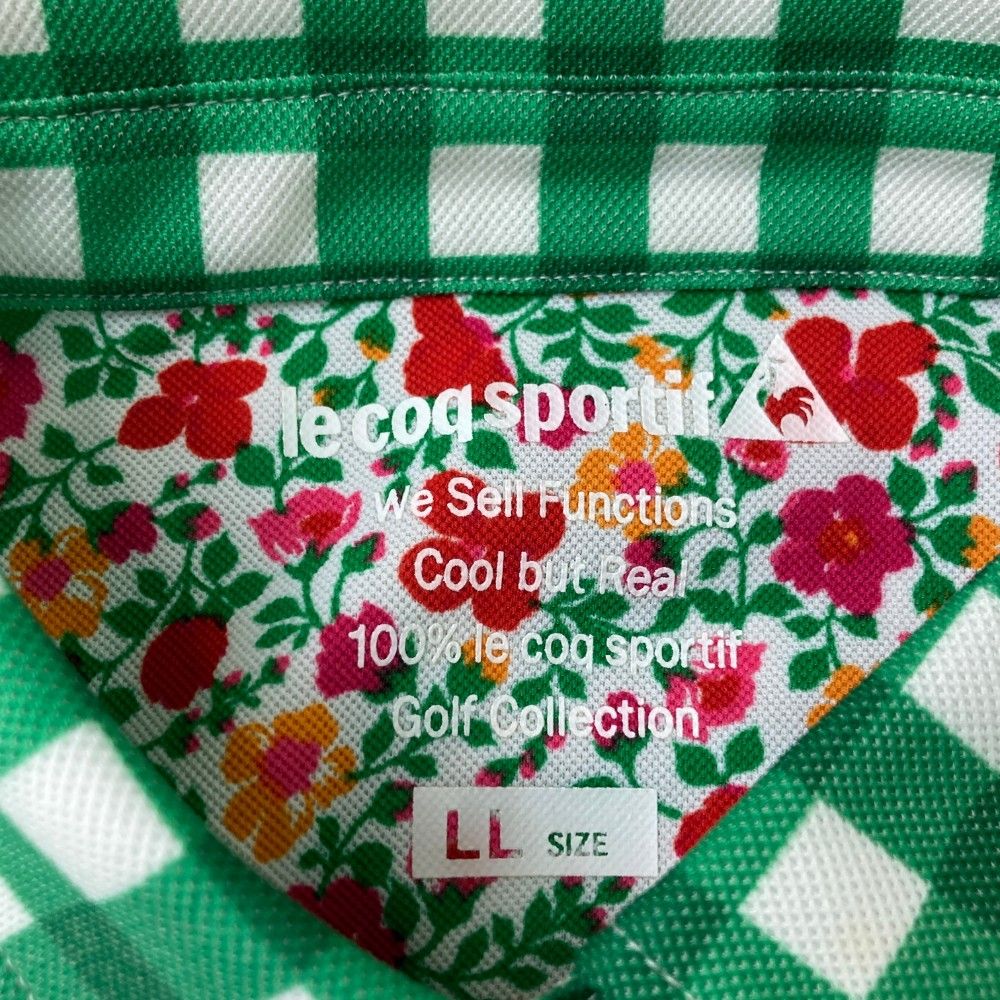 le coq sportif
We Sell Functions
Cool but Real
100% le coq sportif
Golf Collection
LL SIZE